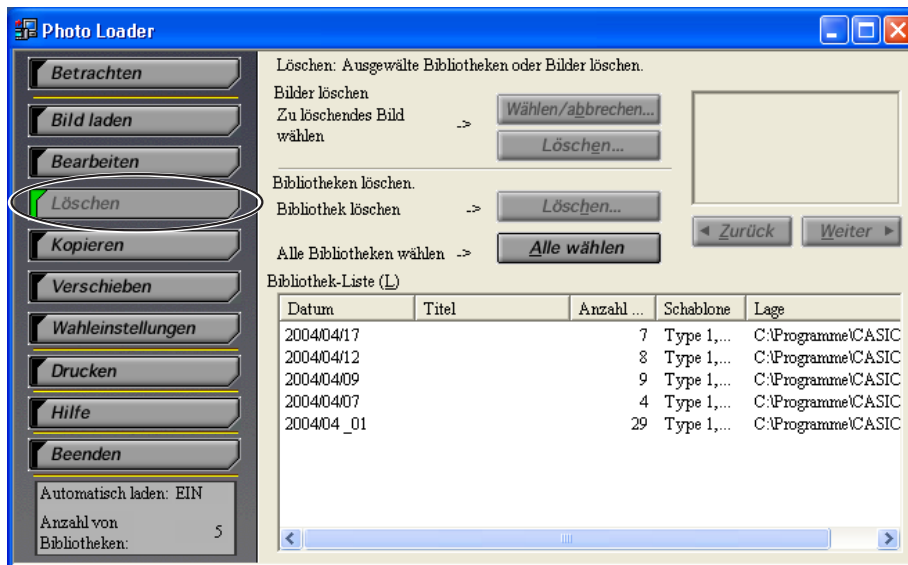 Photo Loader
Betrachten
Bild laden
Bearbeiten
Löschen
Kopieren
Verschieben
Wahleinstellungen
Drucken
Hilfe
Beenden
Automatisch laden: EIN
Anzahl von
Bibliotheken: 5
Löschen: Ausgewälte Bibliotheken oder Bilder löschen.
Bilder löschen
Zu löschendes Bild
wählen -> Wählen/abbrechen...
Löschen...
Bibliotheken löschen.
Bibliothek löschen -> Löschen...
Alle Bibliotheken wählen -> Alle wählen
Zurück Weiter
Bibliothek-Liste (L)
Datum Titel Anzahl ... Schablone Lage
2004/04/17 7 Type 1,... C:\Programme\CASIC
2004/04/12 8 Type 1,... C:\Programme\CASIC
2004/04/09 9 Type 1,... C:\Programme\CASIC
2004/04/07 4 Type 1,... C:\Programme\CASIC
2004/04 _01 29 Type 1,... C:\Programme\CASIC